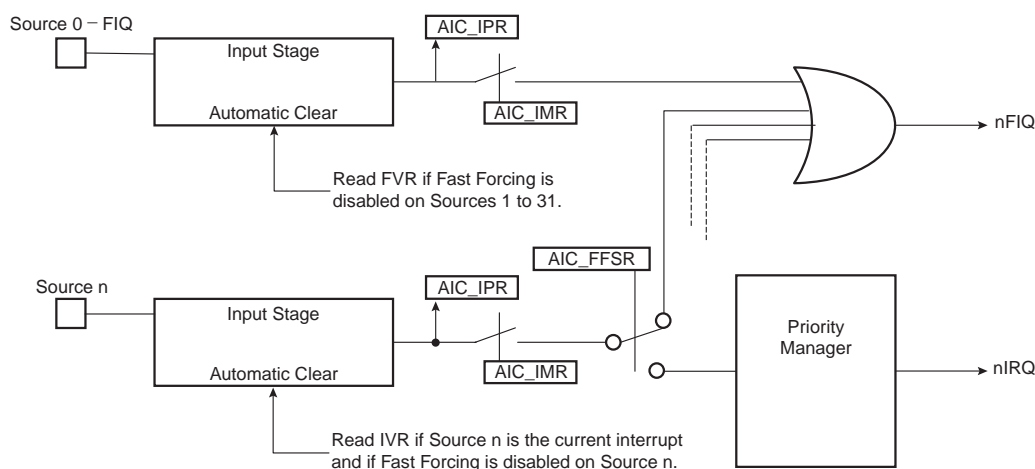 Source 0 – FIQ
AIC_IPR
Input Stage
Automatic Clear
AIC_IMR
nFIQ
Read FVR if Fast Forcing is
disabled on Sources 1 to 31.
AIC_FFSR
Source n
AIC_IPR
Input Stage
Priority
Manager
Automatic Clear
AIC_IMR
nIRQ
Read IVR if Source n is the current interrupt
and if Fast Forcing is disabled on Source n.